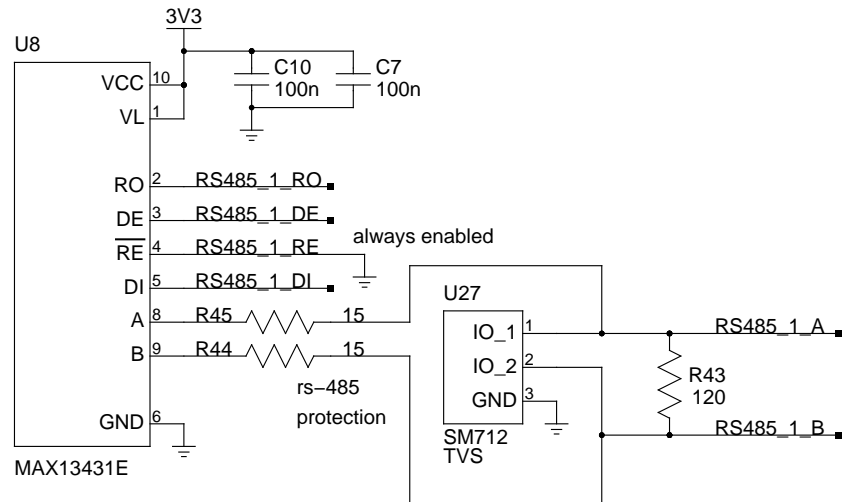 3V3
U8
C10
100n
C7
100n
VCC 10
VL 1
RO 2 RS485_1_RO
DE 3 RS485_1_DE
RE 4 RS485_1_RE
always enabled
DI 5 RS485_1_DI
A 8 R45 15
B 9 R44 15
rs-485
protection
GND 6
MAX13431E
U27
IO_1 1
IO_2 2
GND 3
SM712
TVS
RS485_1_A
R43
120
RS485_1_B